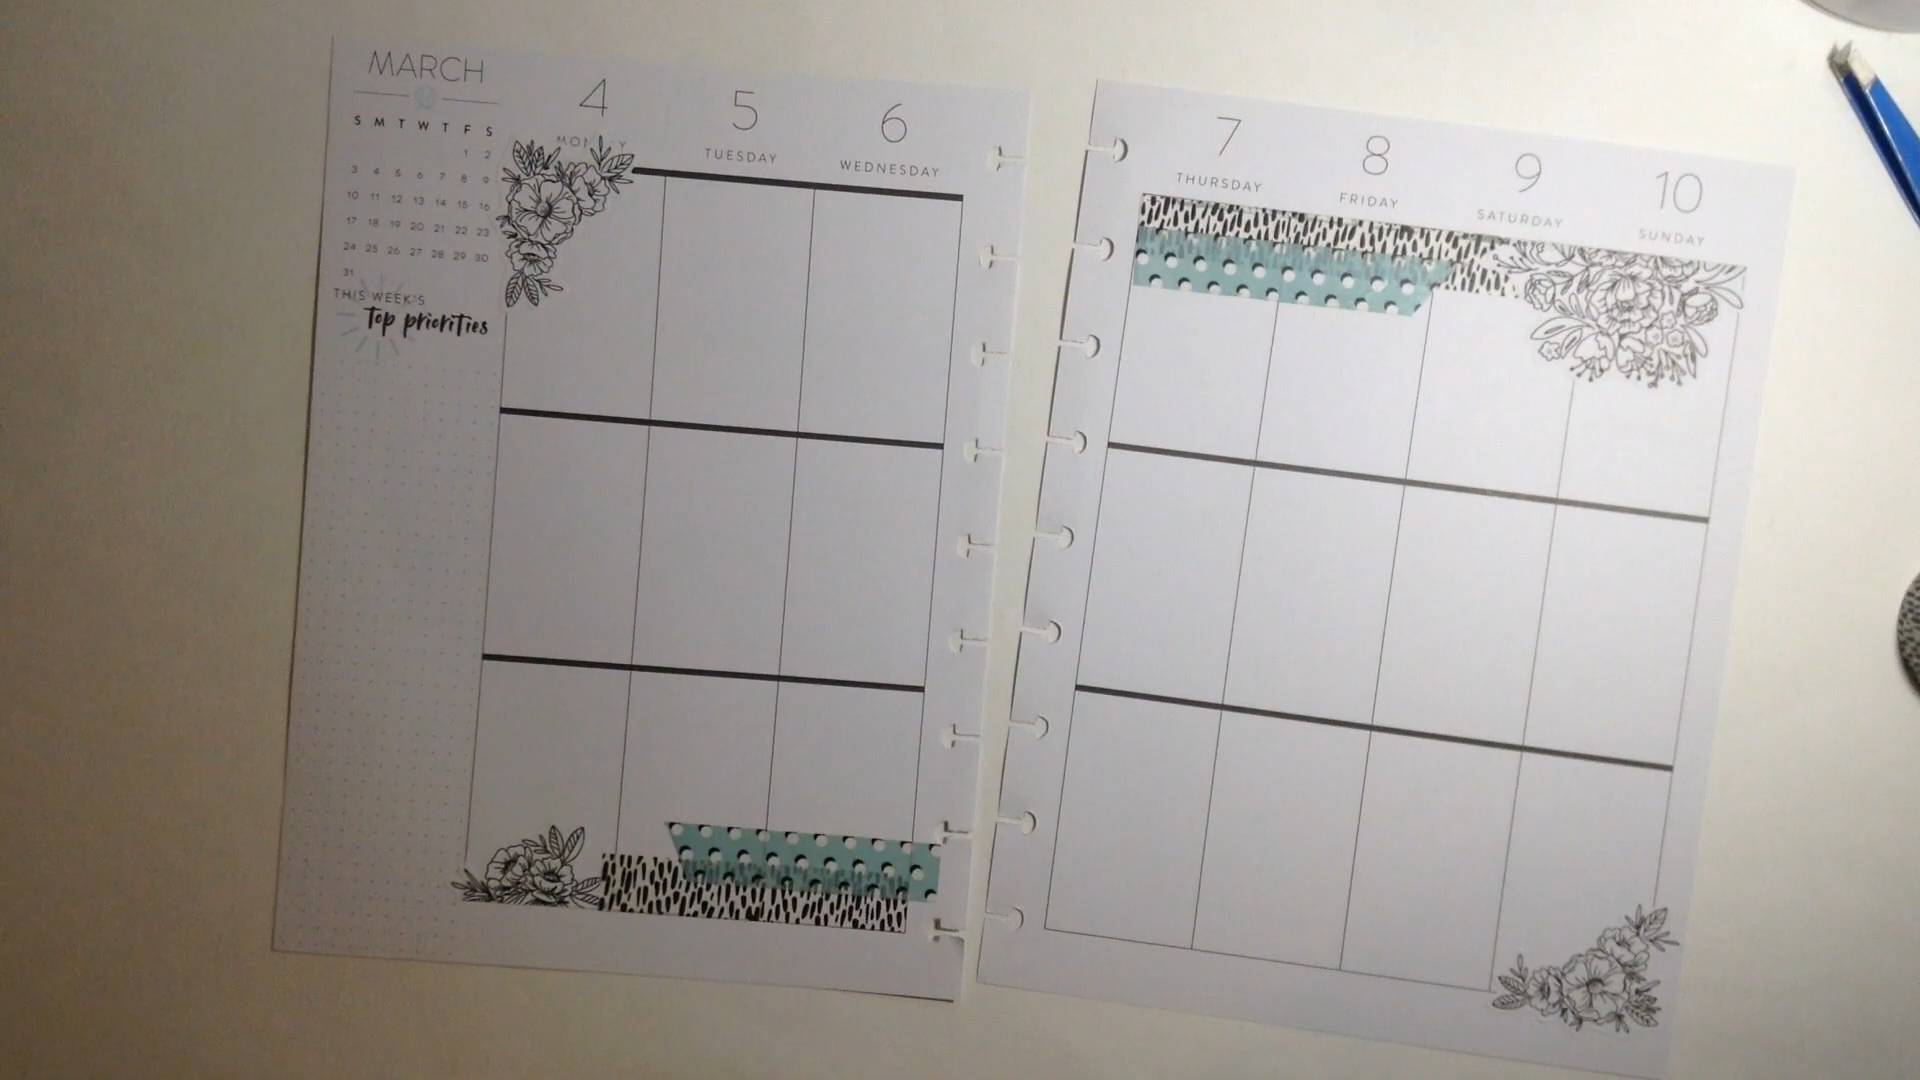 MARCH
S M T W T F S
1 2
3 4 5 6 7 8 9
10 11 12 13 14 15 16
17 18 19 20 21 22 23
24 25 26 27 28 29 30
31
THIS WEEK'S
top priorities
4
5
TUESDAY
6
WEDNESDAY
7
THURSDAY
8
FRIDAY
9
SATURDAY
10
SUNDAY